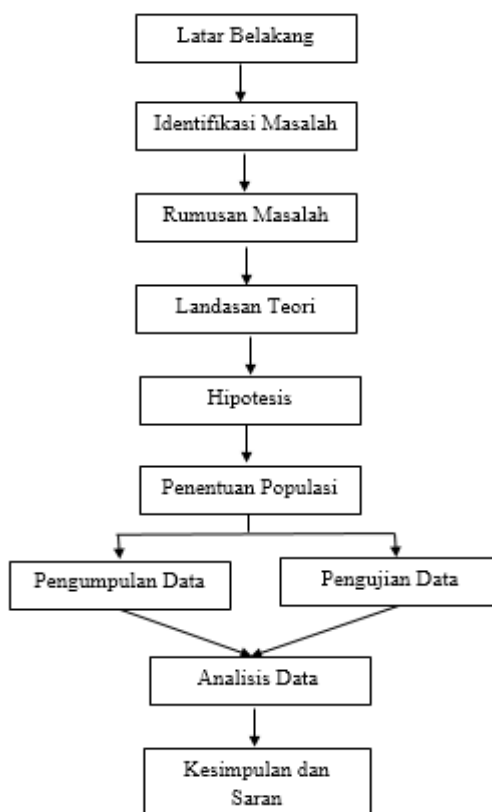 Latar Belakang
Identifikasi Masalah
Rumusan Masalah
Landasan Teori
Hipotesis
Penentuan Populasi
Pengumpulan Data
Pengujian Data
Analisis Data
Kesimpulan dan
Saran